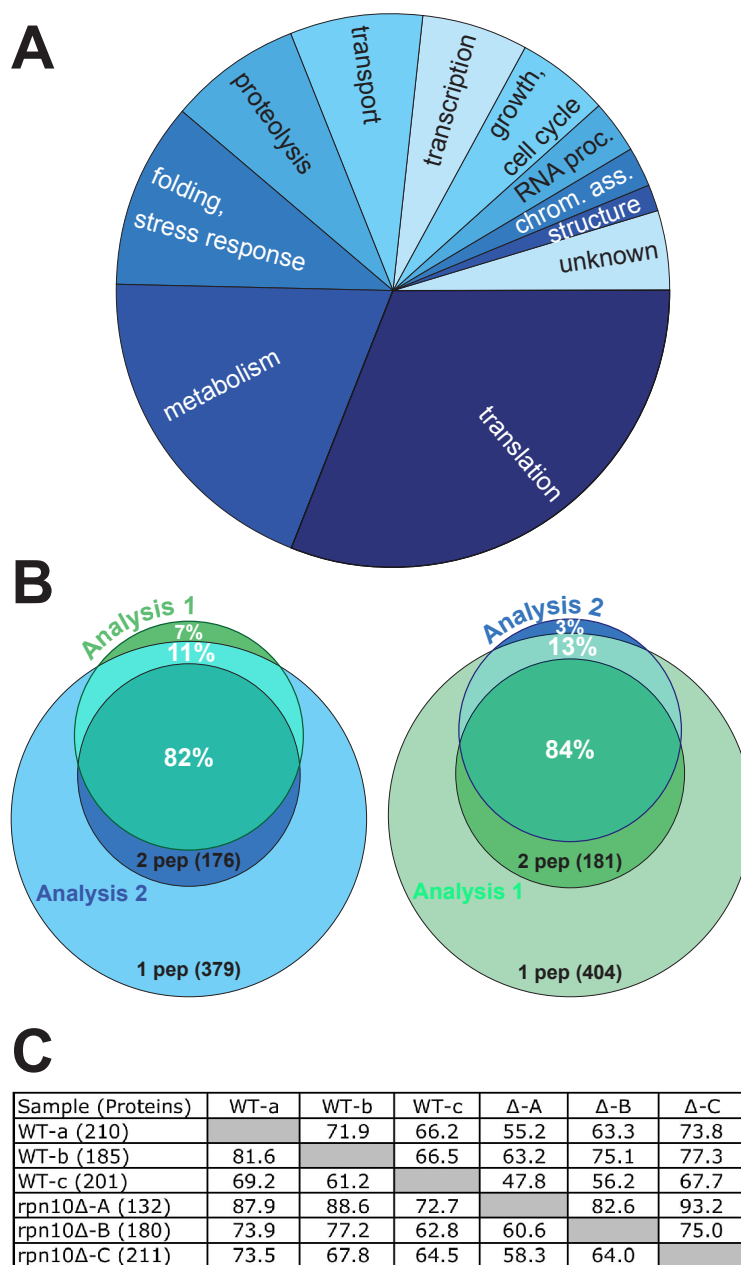 A
proteolysis
transport
transcription
growth,
cell cycle
RNA proc.
chrom. ass.
structure
unknown
folding,
stress response
metabolism
translation
B
Analysis 1
7%
11%
82%
2 pep (176)
Analysis 2
1 pep (379)
Analysis 2
3%
13%
84%
2 pep (181)
Analysis 1
1 pep (404)
C
Sample (Proteins) WT-a WT-b WT-c Δ-A Δ-B Δ-C
WT-a (210) 71.9 66.2 55.2 63.3 73.8
WT-b (185) 81.6 66.5 63.2 75.1 77.3
WT-c (201) 69.2 61.2 47.8 56.2 67.7
rpn10Δ-A (132) 87.9 88.6 72.7 82.6 93.2
rpn10Δ-B (180) 73.9 77.2 62.8 60.6 75.0
rpn10Δ-C (211) 73.5 67.8 64.5 58.3 64.0